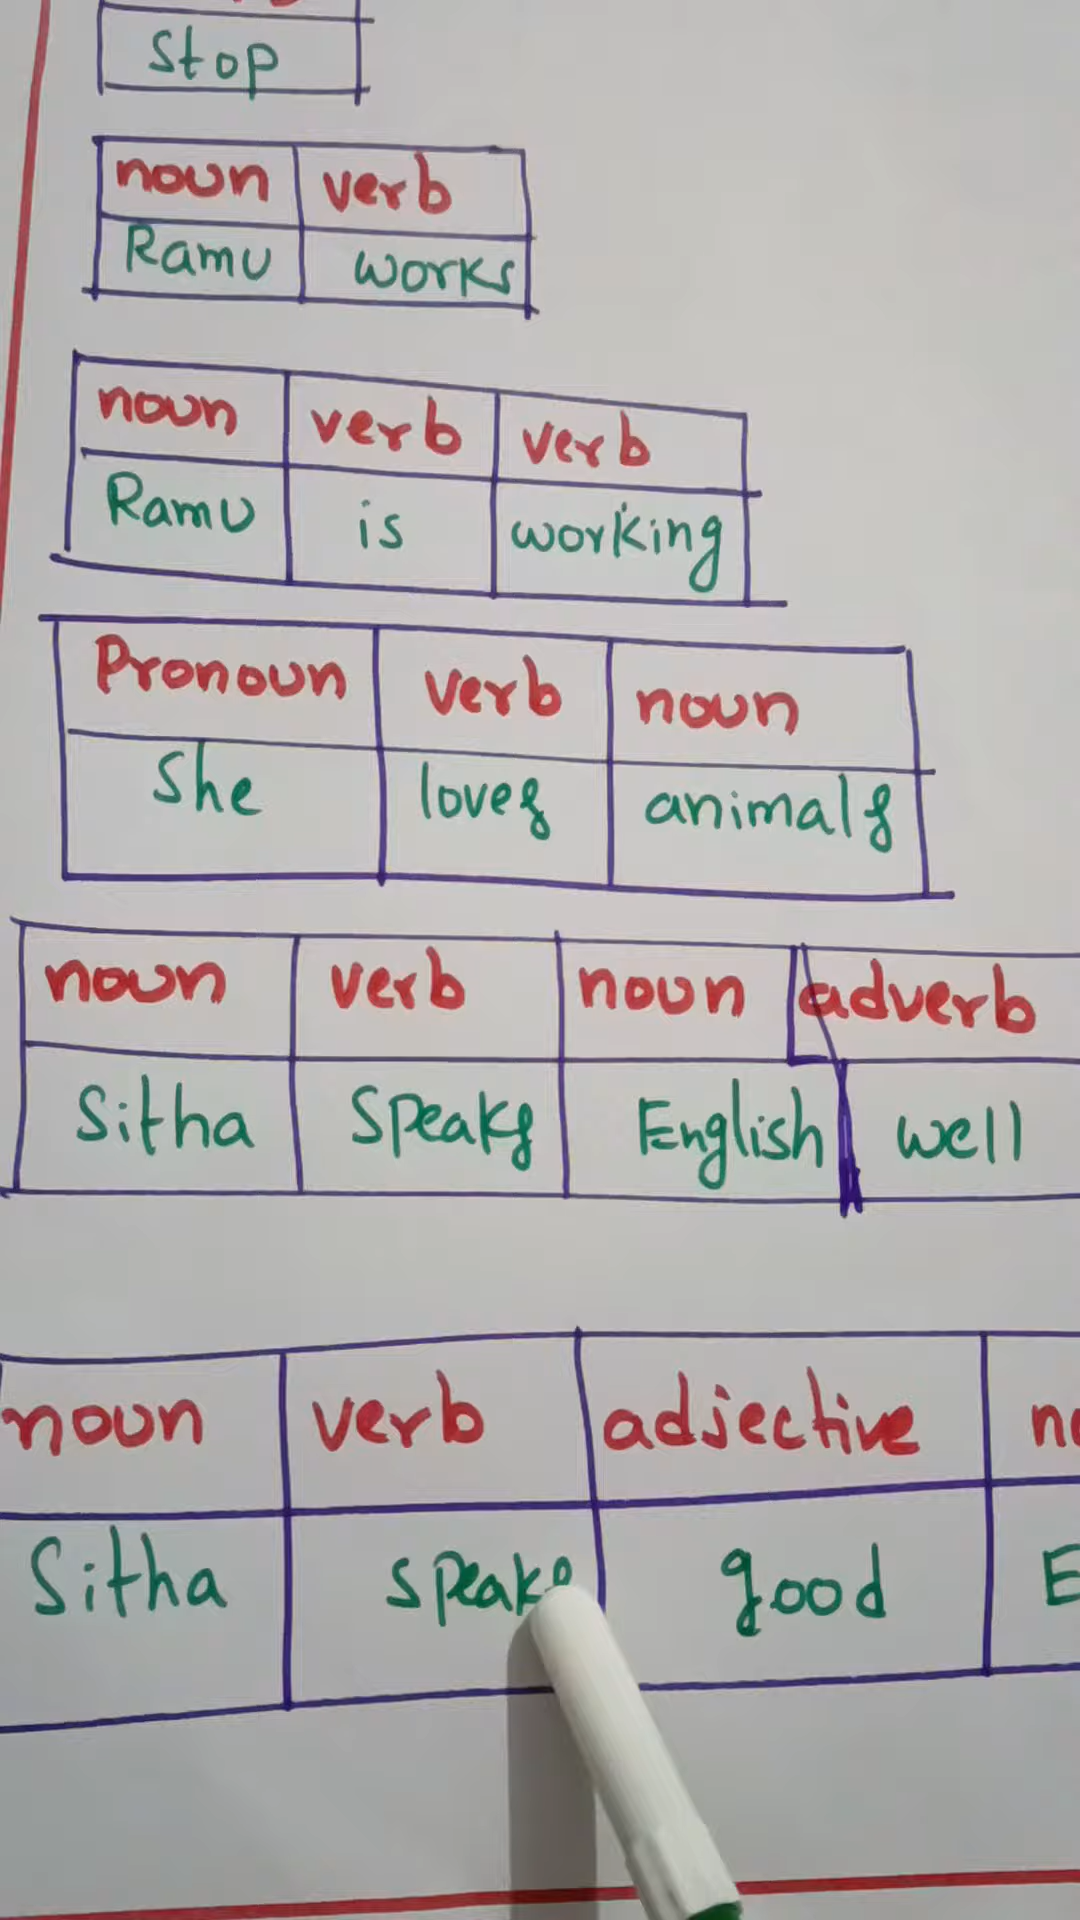 Stop
noun verb
Ramu works
noun verb verb
Ramu is working
Pronoun verb noun
She loves animals
noun verb noun adverb
Sitha Speaks English well
noun verb adjective
Sitha speaks good E